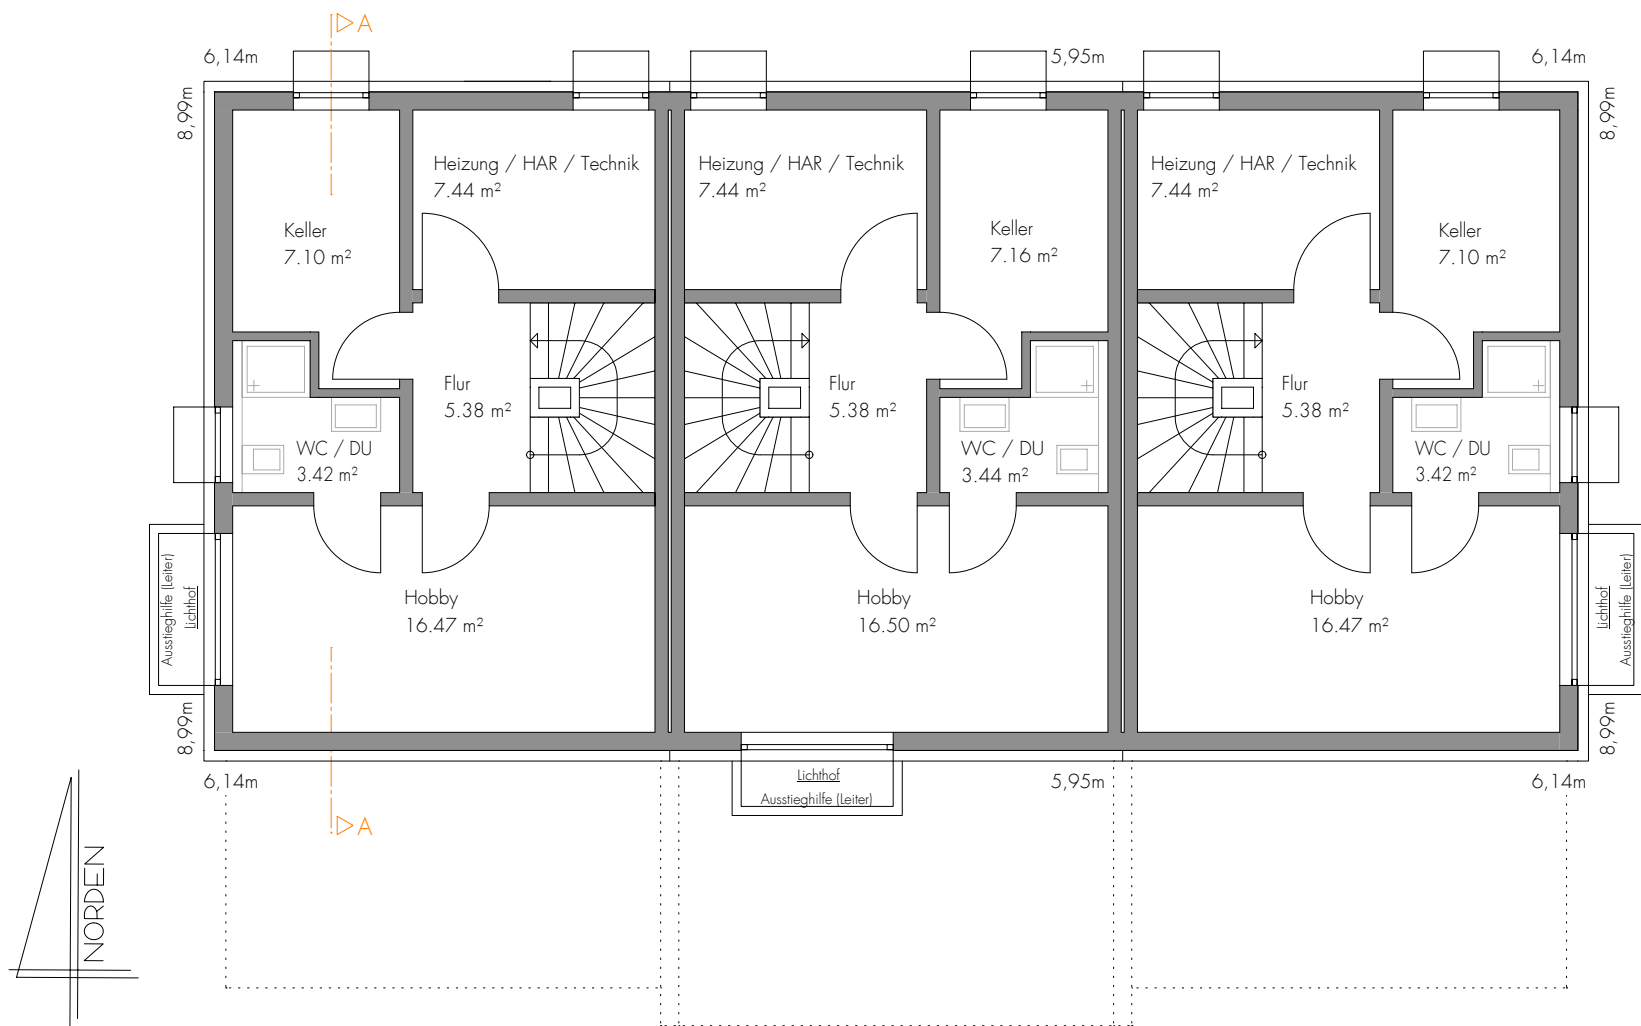 A
6,14m
5,95m
6,14m
8,99m
8,99m
Heizung / HAR / Technik
7.44 m²
Heizung / HAR / Technik
7.44 m²
Heizung / HAR / Technik
7.44 m²
Keller
7.10 m²
Keller
7.16 m²
Keller
7.10 m²
Flur
5.38 m²
Flur
5.38 m²
Flur
5.38 m²
WC / DU
3.42 m²
WC / DU
3.44 m²
WC / DU
3.42 m²
Ausstieghilfe (Leiter)
Lichthof
Hobby
16.47 m²
Hobby
16.50 m²
Hobby
16.47 m²
Lichthof
Ausstieghilfe (Leiter)
8,99m
8,99m
6,14m
Lichthof
Ausstieghilfe (Leiter)
5,95m
6,14m
A
NORDEN